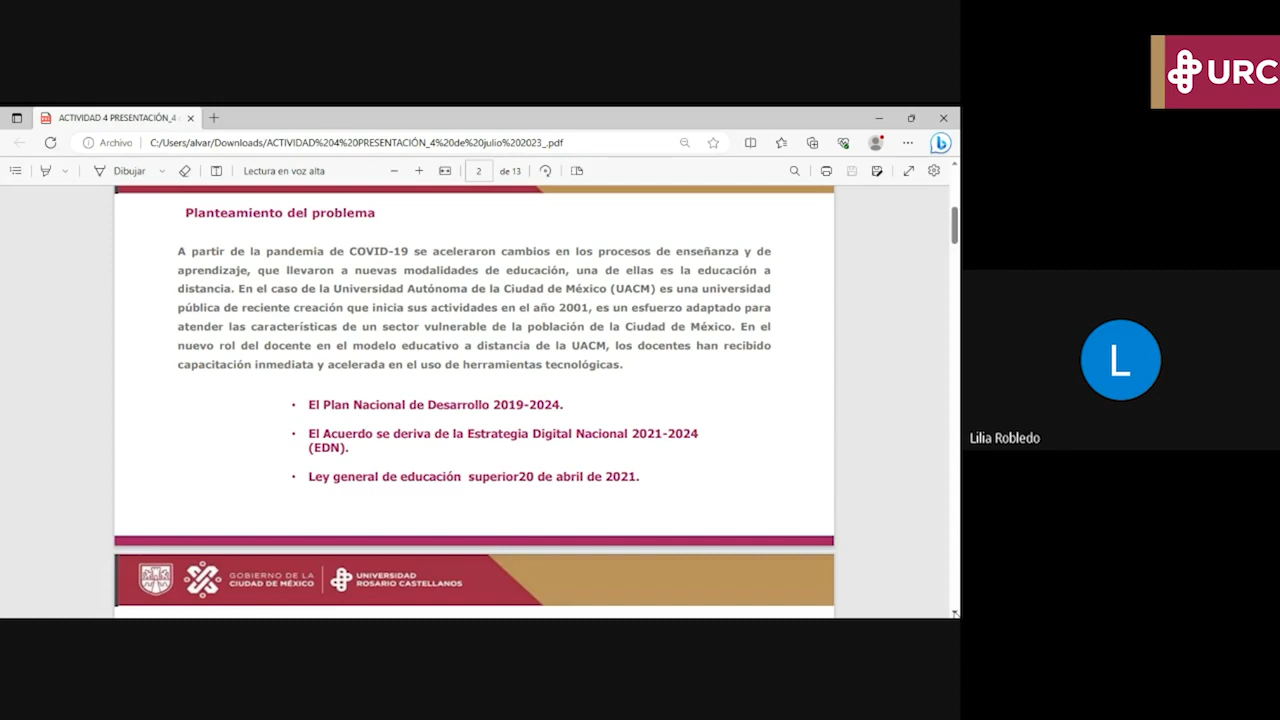 URC
ACTIVIDAD 4 PRESENTACIÓN_4
Archivo
C:/Users/alvar/Downloads/ACTIVIDAD%204%20PRESENTACIÓN_4%20de%20julio%202023_.pdf
Dibujar
Lectura en voz alta
2
de 13
Planteamiento del problema
A partir de la pandemia de COVID-19 se aceleraron cambios en los procesos de enseñanza y de
aprendizaje, que llevaron a nuevas modalidades de educación, una de ellas es la educación a
distancia. En el caso de la Universidad Autónoma de la Ciudad de México (UACM) es una universidad
pública de reciente creación que inicia sus actividades en el año 2001, es un esfuerzo adaptado para
atender las características de un sector vulnerable de la población de la Ciudad de México. En el
nuevo rol del docente en el modelo educativo a distancia de la UACM, los docentes han recibido
capacitación inmediata y acelerada en el uso de herramientas tecnológicas.
• El Plan Nacional de Desarrollo 2019-2024.
• El Acuerdo se deriva de la Estrategia Digital Nacional 2021-2024
(EDN).
• Ley general de educación  superior20 de abril de 2021.
GOBIERNO DE LA
CIUDAD DE MÉXICO
UNIVERSIDAD
ROSARIO CASTELLANOS
L
Lilia Robledo